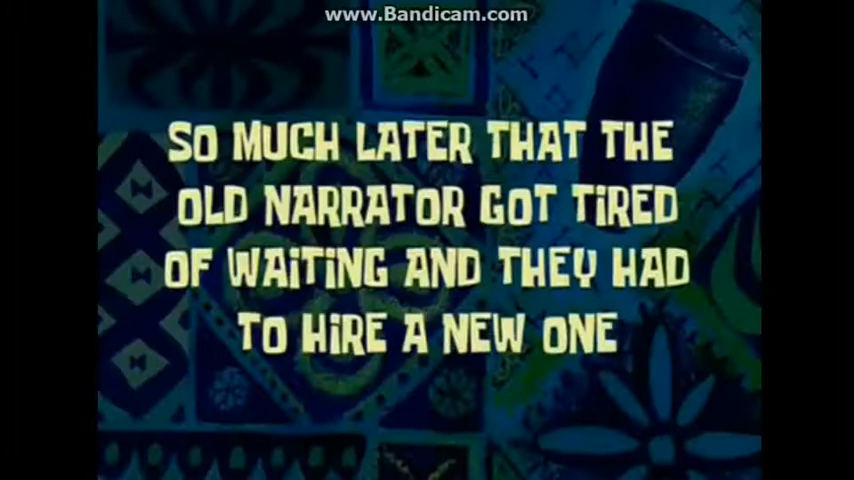 www.Bandicam.com
SO MUCH LATER THAT THE
OLD NARRATOR GOT TiRED
OF WAiTiNG AND THEY HAD
TO HiRE A NEW ONE